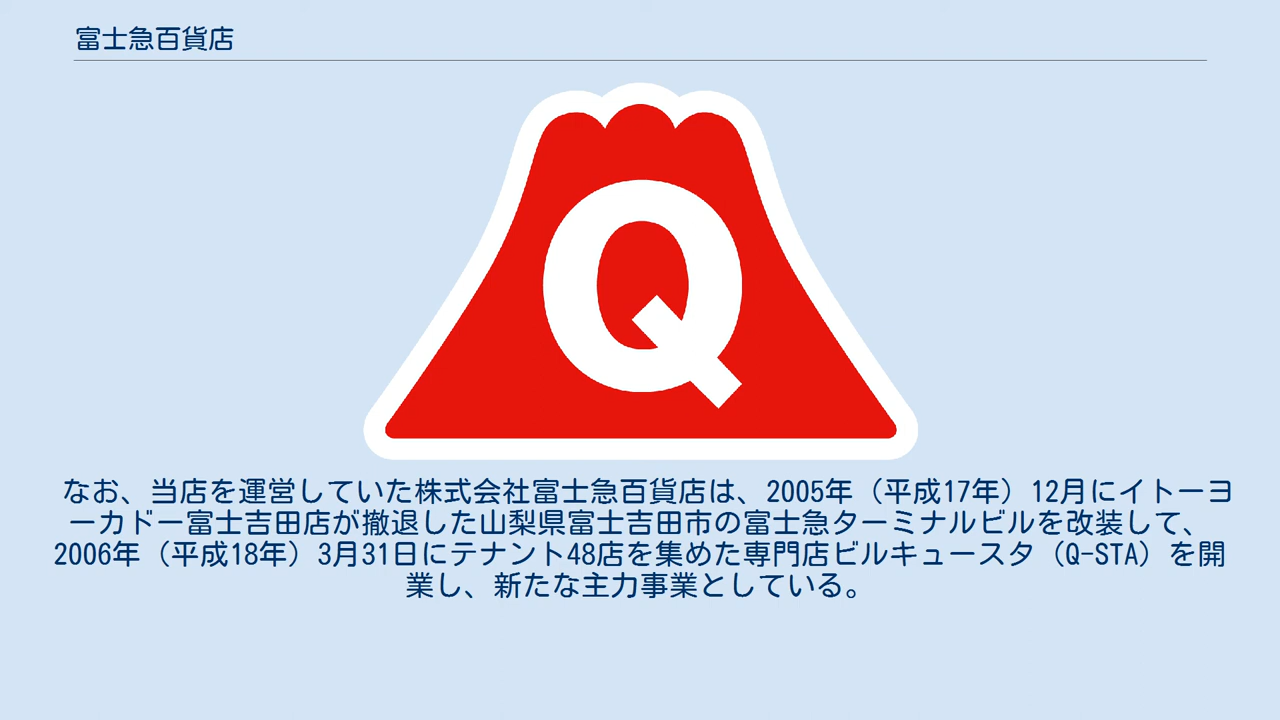 富士急百貨店
Q
なお、当店を運営していた株式会社富士急百貨店は、2005年（平成17年）12月にイトーヨ
ーカドー富士吉田店が撤退した山梨県富士吉田市の富士急ターミナルビルを改装して、
2006年（平成18年）3月31日にテナント48店を集めた専門店ビルキュースタ（Q-STA）を開
業し、新たな主力事業としている。